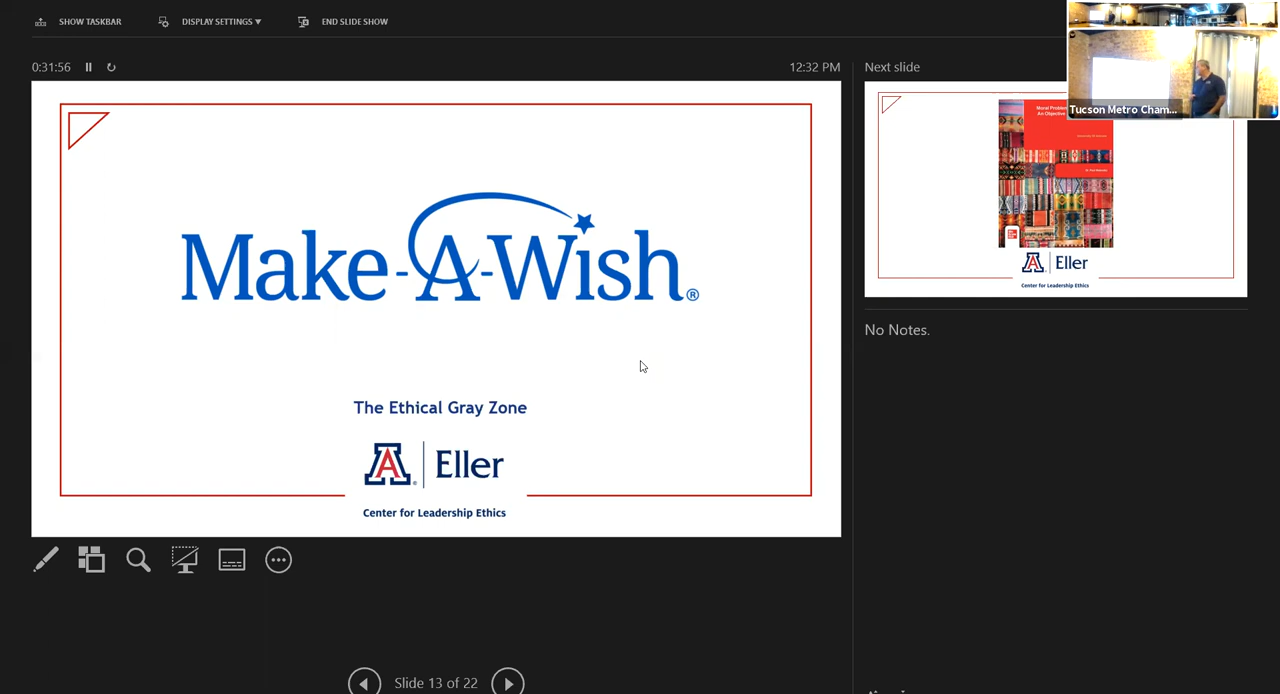 SHOW TASKBAR
DISPLAY SETTINGS ▼
END SLIDE SHOW
0:31:56
12:32 PM
Make-A-Wish®
The Ethical Gray Zone
A
Eller
Center for Leadership Ethics
Slide 13 of 22
Next slide
Tucson Metro Cham...
An Objective
A
Eller
Center for Leadership Ethics
No Notes.